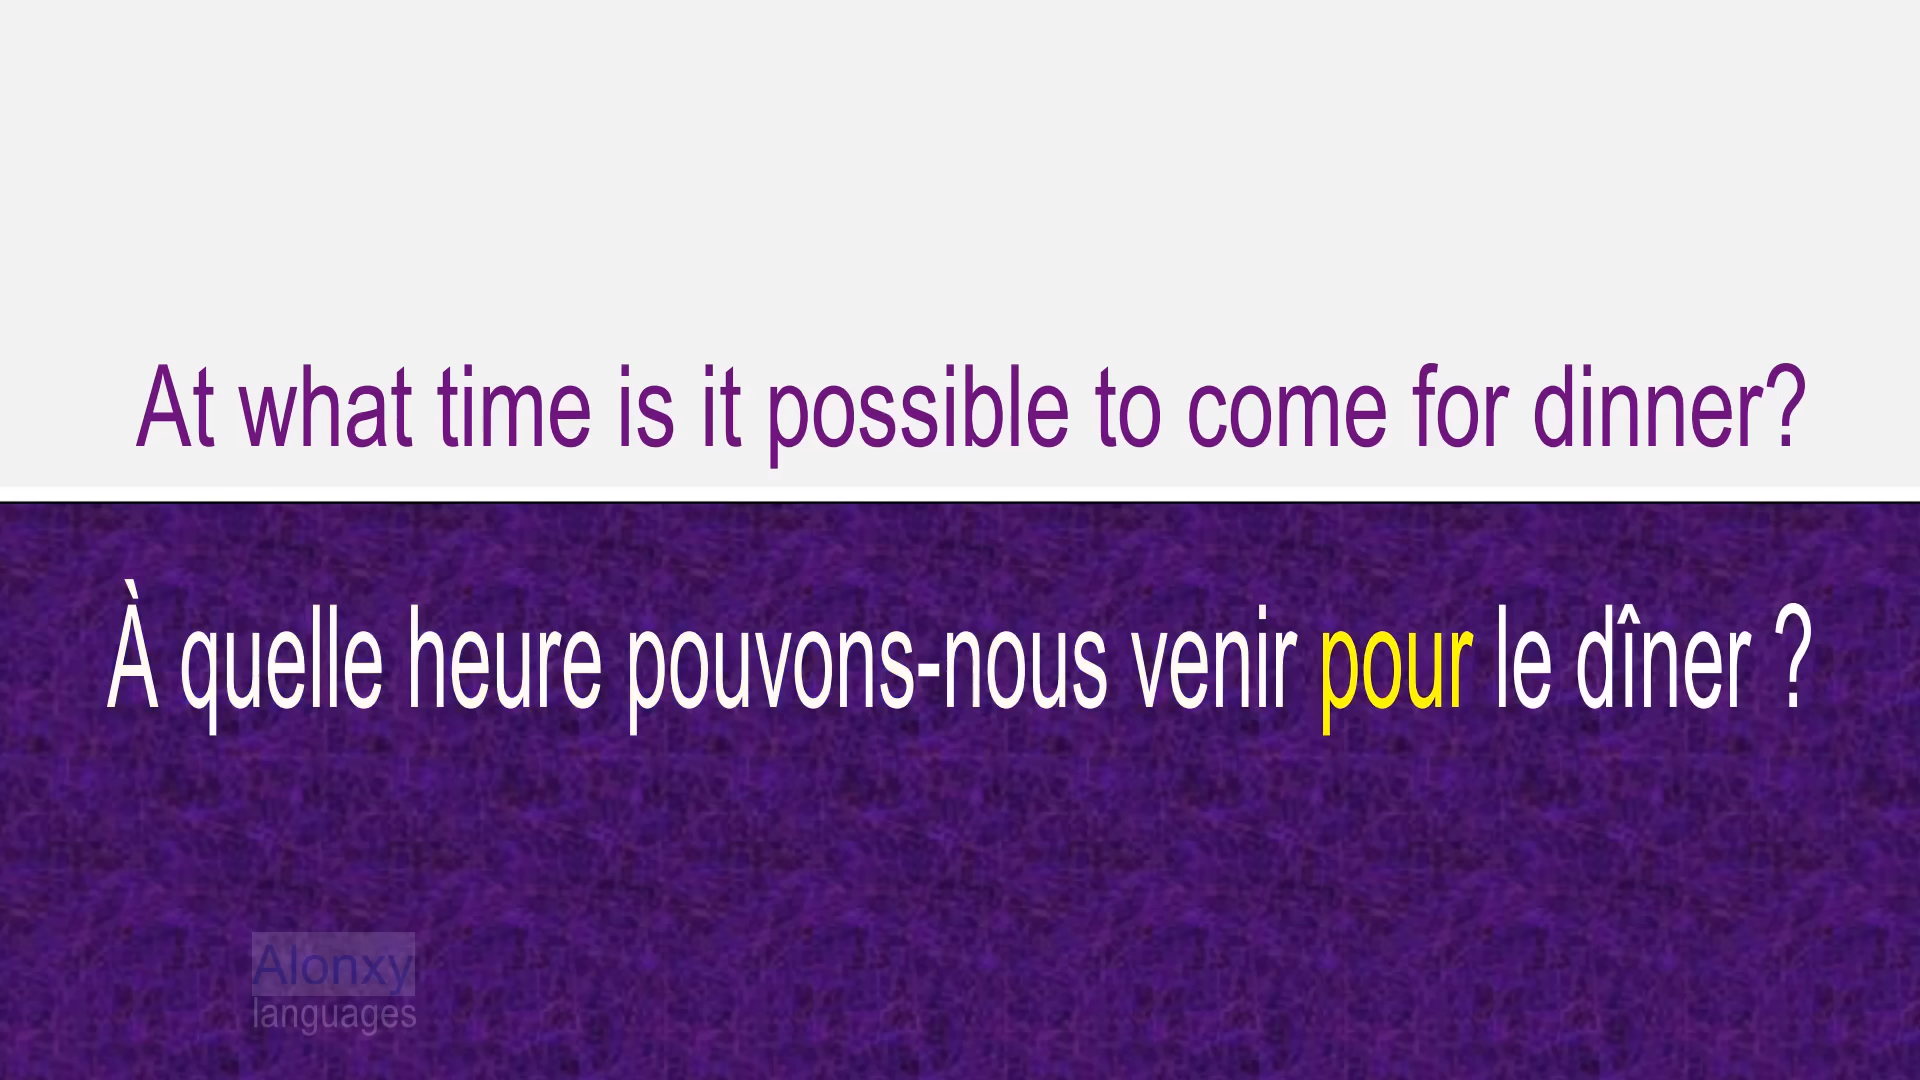 At what time is it possible to come for dinner?
À quelle heure pouvons-nous venir pour le dîner ?
Alonxy
languages